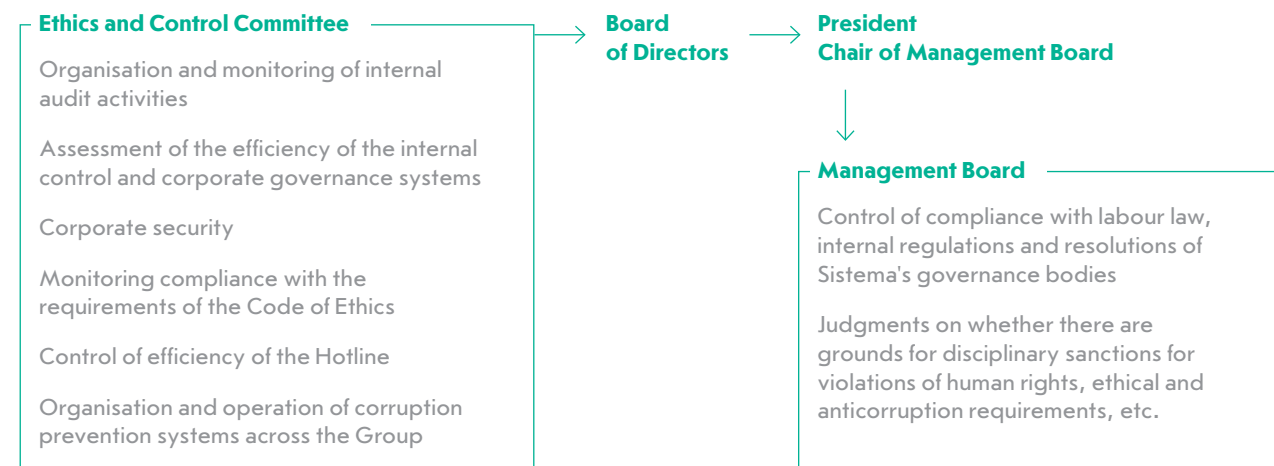 Ethics and Control Committee
Organisation and monitoring of internal
audit activities
Assessment of the efficiency of the internal
control and corporate governance systems
Corporate security
Monitoring compliance with the
requirements of the Code of Ethics
Control of efficiency of the Hotline
Organisation and operation of corruption
prevention systems across the Group
Board
of Directors
President
Chair of Management Board
Management Board
Control of compliance with labour law,
internal regulations and resolutions of
Sistema's governance bodies
Judgments on whether there are
grounds for disciplinary sanctions for
violations of human rights, ethical and
anticorruption requirements, etc.